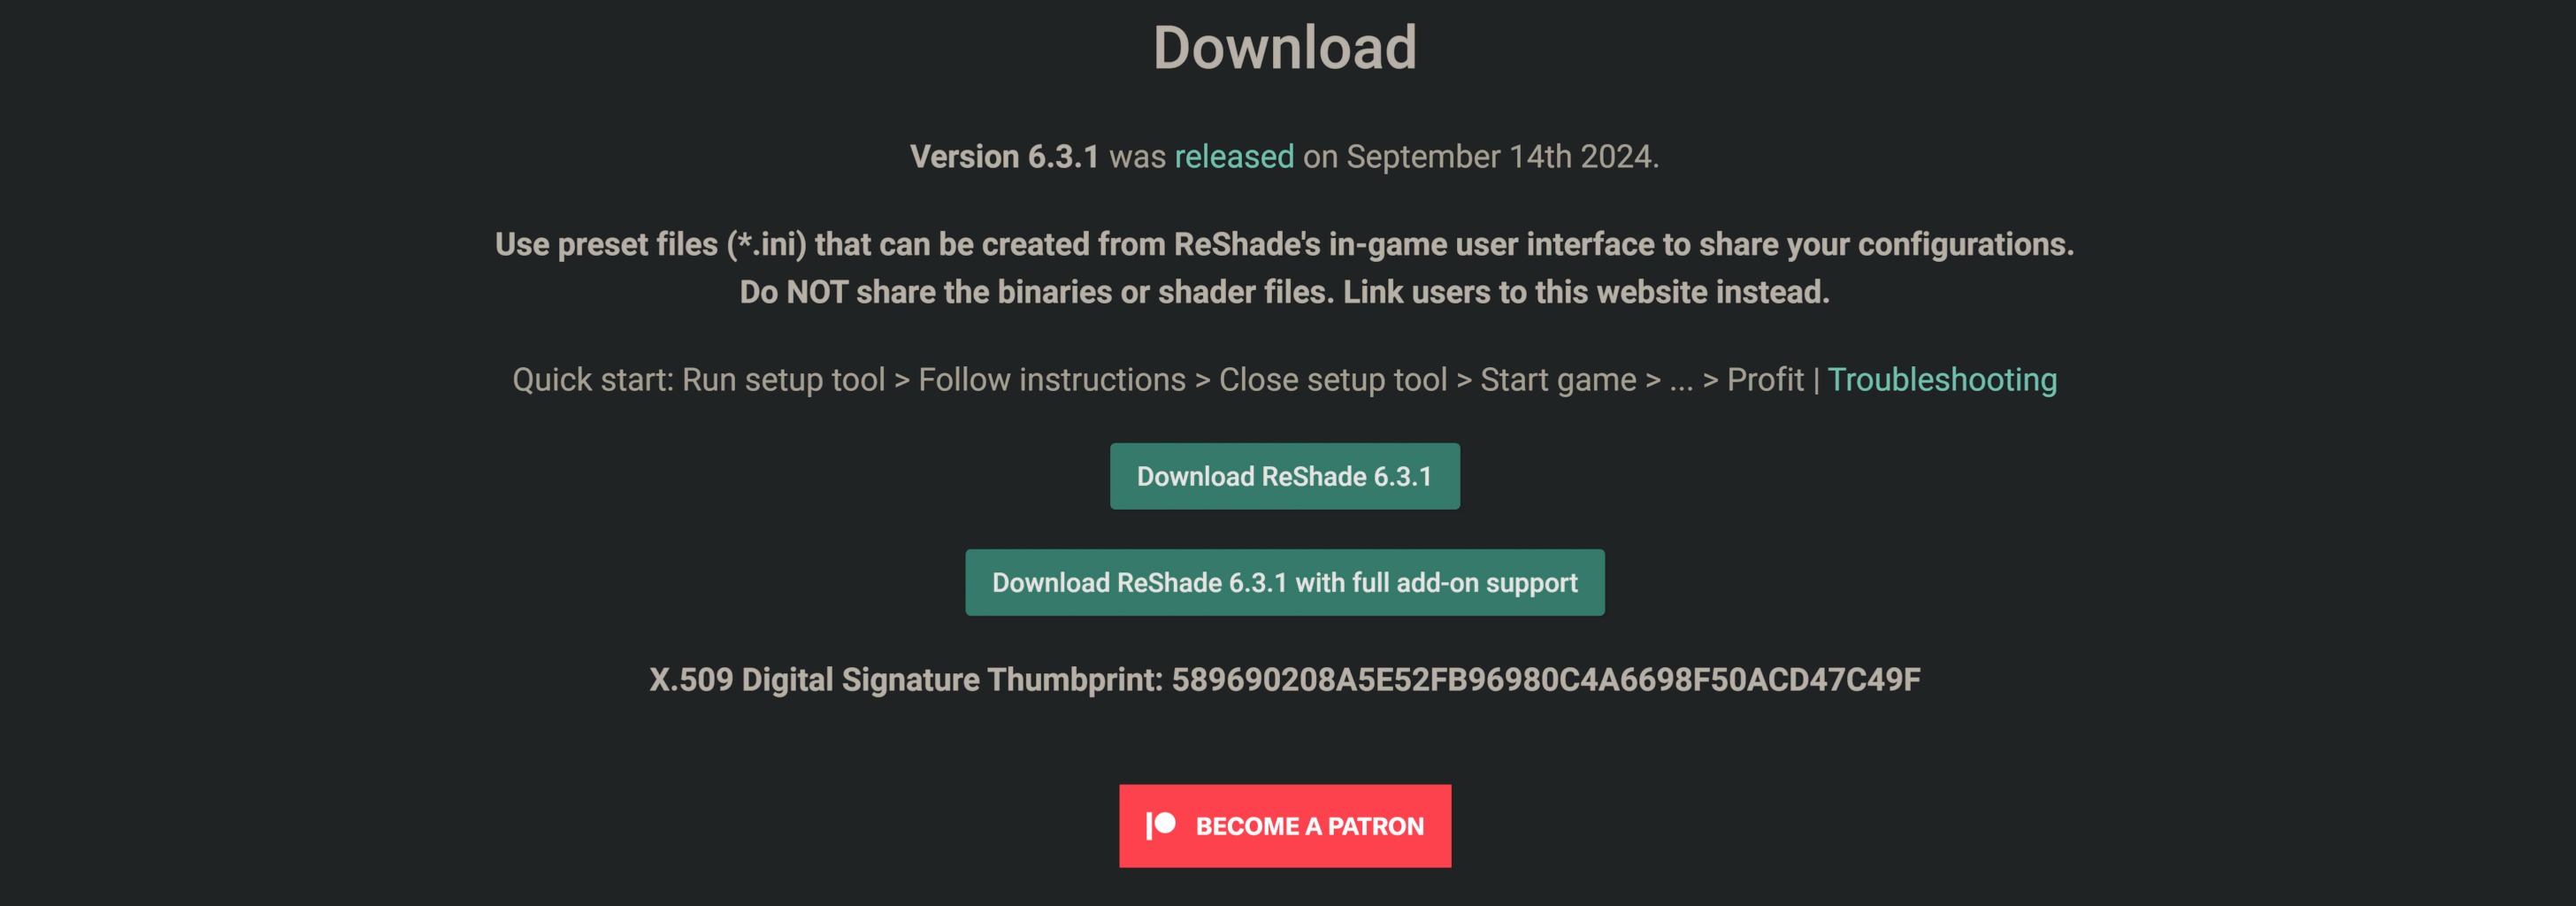 Download
Version 6.3.1 was released on September 14th 2024.
Use preset files (*.ini) that can be created from ReShade's in-game user interface to share your configurations.
Do NOT share the binaries or shader files. Link users to this website instead.
Quick start: Run setup tool > Follow instructions > Close setup tool > Start game > ... > Profit | Troubleshooting
Download ReShade 6.3.1
Download ReShade 6.3.1 with full add-on support
X.509 Digital Signature Thumbprint: 589690208A5E52FB96980C4A6698F50ACD47C49F
BECOME A PATRON